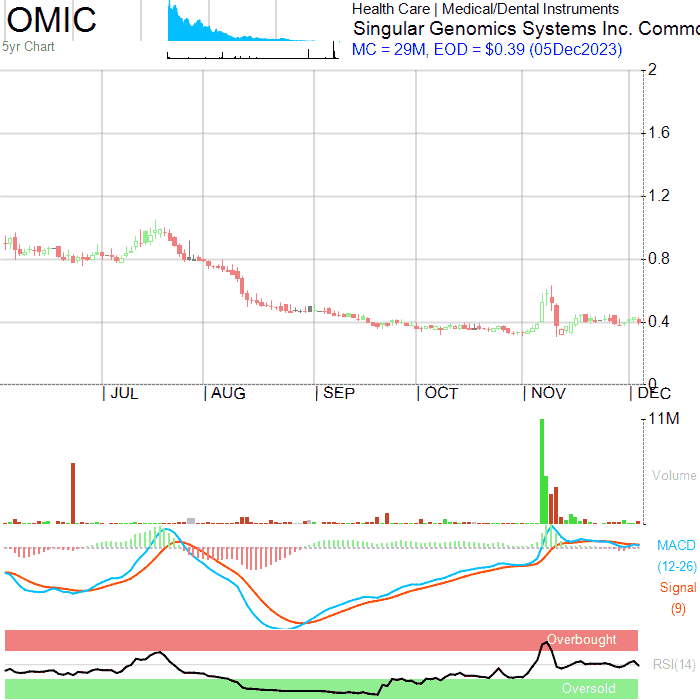 OMIC
5yr Chart
Health Care | Medical/Dental Instruments
Singular Genomics Systems Inc. Commo
MC = 29M, EOD = $0.39 (05Dec2023)
2
1.6
1.2
0.8
0.4
0
| JUL | AUG | SEP | OCT | NOV | DEC
11M
Volume
MACD
(12-26)
Signal
(9)
Overbought
RSI(14)
Oversold